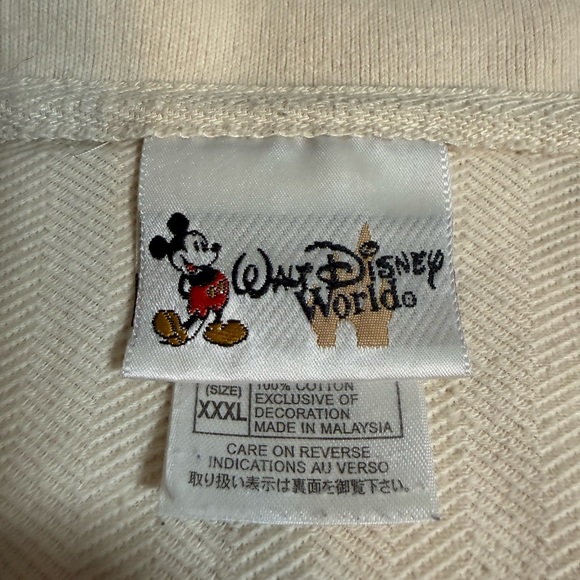 WALT DISNEY
World®
(SIZE)
XXXL
100% COTTON
EXCLUSIVE OF
DECORATION
MADE IN MALAYSIA
CARE ON REVERSE
INDICATIONS AU VERSO
取り扱い表示は裏面を御覧下さい。